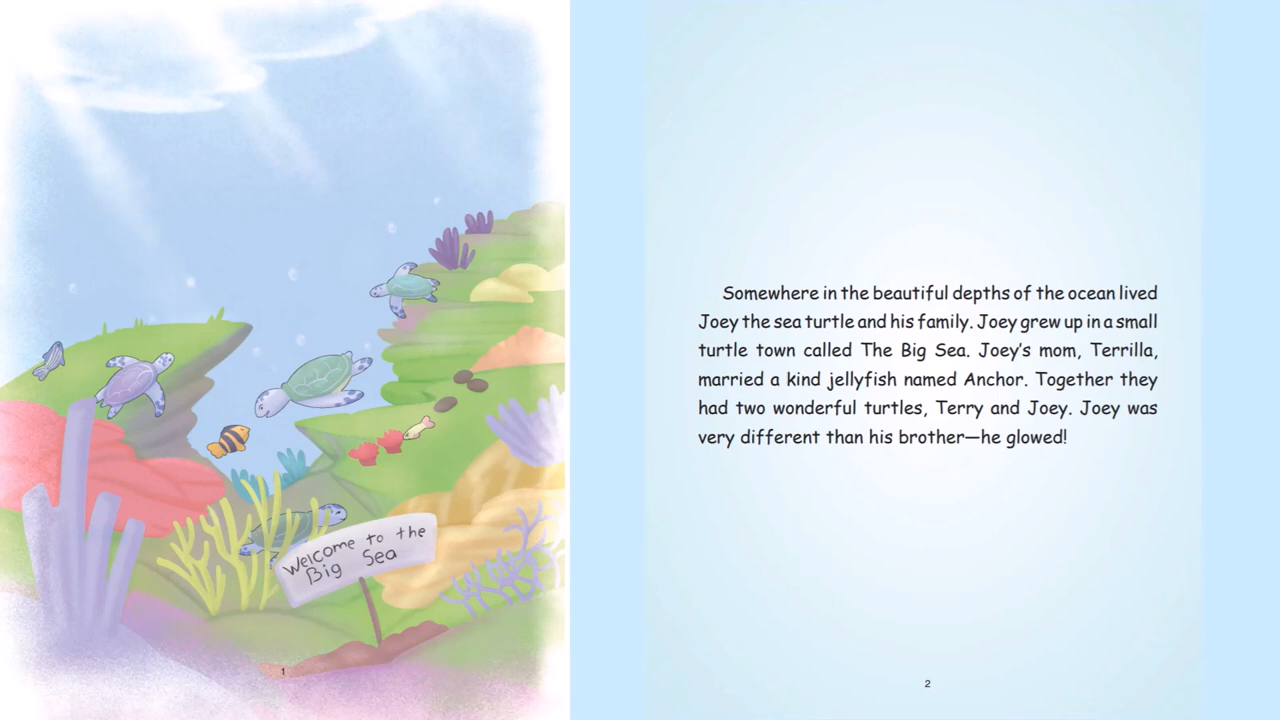 Welcome to the
Big Sea
1
Somewhere in the beautiful depths of the ocean lived
Joey the sea turtle and his family. Joey grew up in a small
turtle town called The Big Sea. Joey's mom, Terrilla,
married a kind jellyfish named Anchor. Together they
had two wonderful turtles, Terry and Joey. Joey was
very different than his brother—he glowed!
2